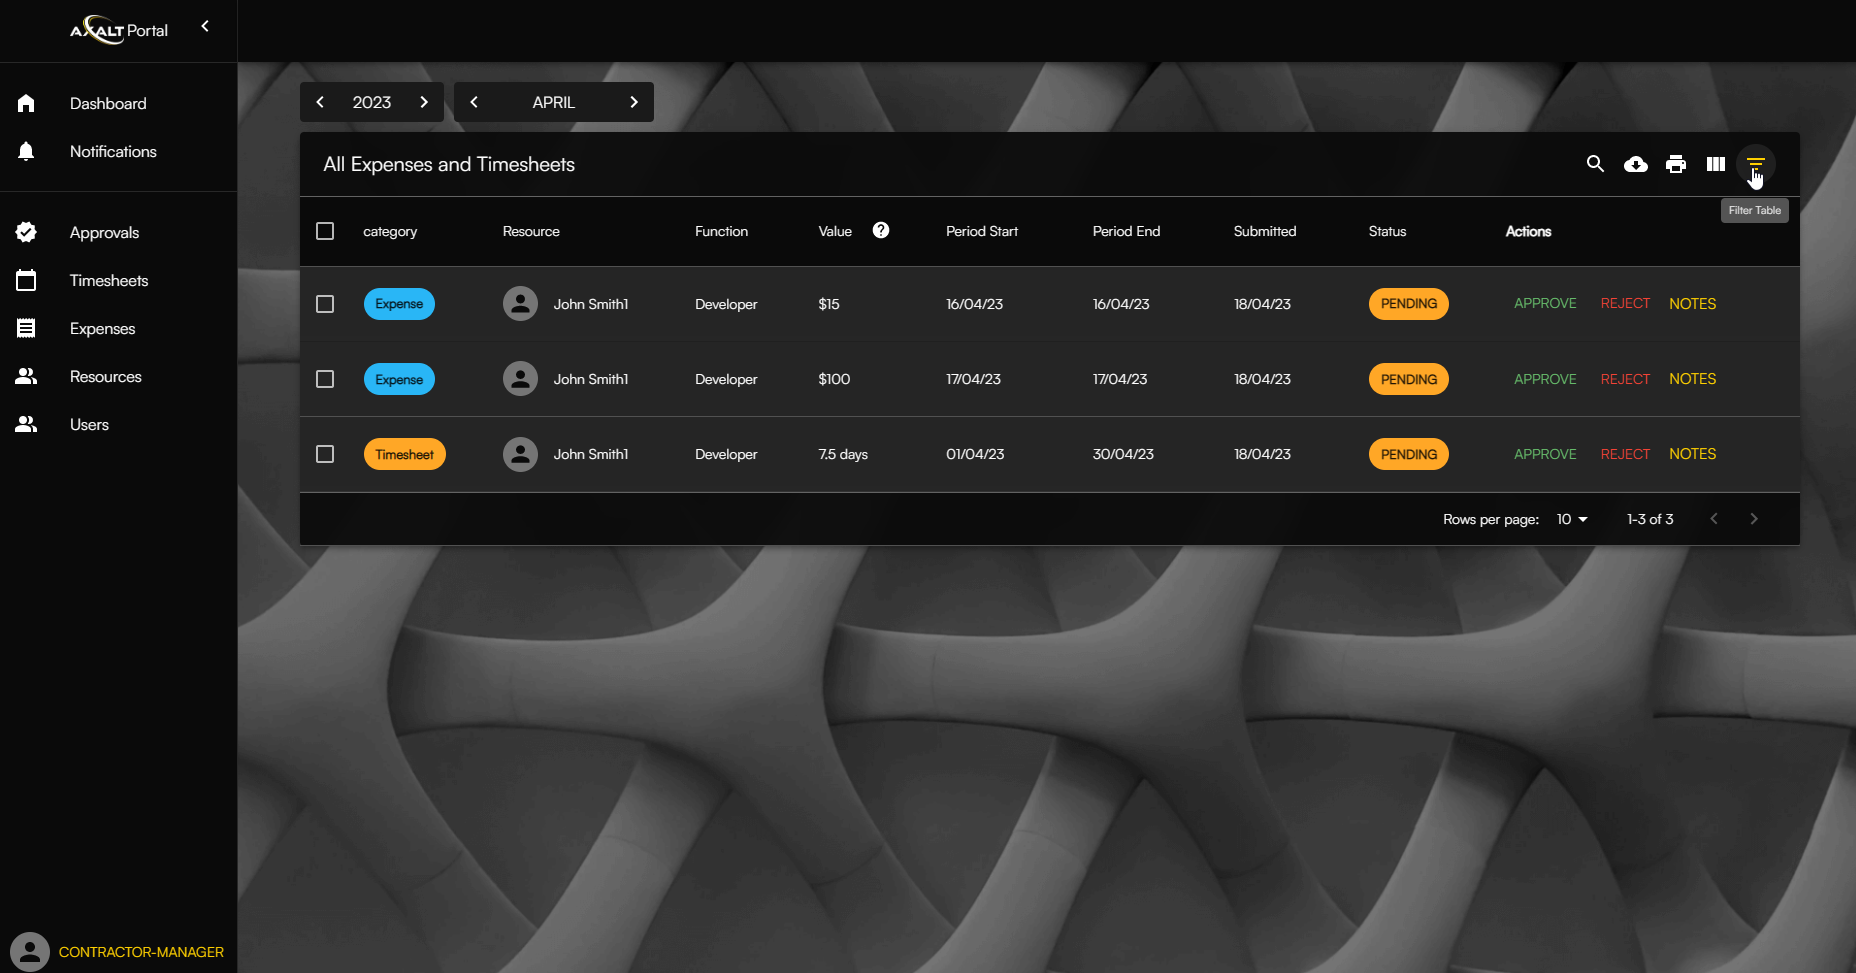 AXALT Portal
Dashboard
Notifications
Approvals
Timesheets
Expenses
Resources
Users
CONTRACTOR-MANAGER
2023 APRIL
All Expenses and Timesheets
Filter Table
category Resource Function Value ? Period Start Period End Submitted Status Actions
Expense John Smith1 Developer $15 16/04/23 16/04/23 18/04/23 PENDING APPROVE REJECT NOTES
Expense John Smith1 Developer $100 17/04/23 17/04/23 18/04/23 PENDING APPROVE REJECT NOTES
Timesheet John Smith1 Developer 7.5 days 01/04/23 30/04/23 18/04/23 PENDING APPROVE REJECT NOTES
Rows per page: 10 1-3 of 3